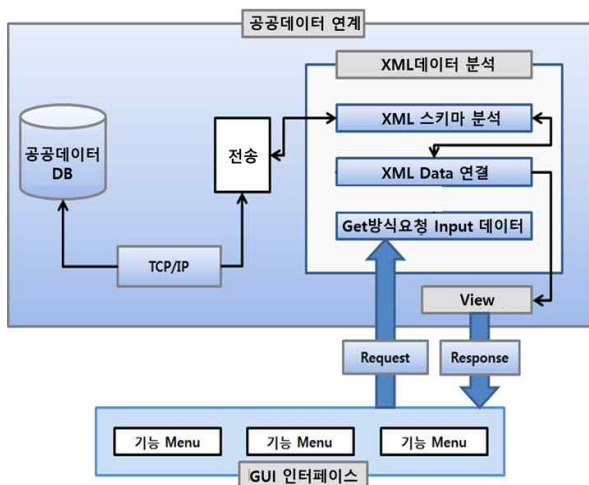 공공데이터 연계
XML데이터 분석
XML 스키마 분석
공공데이터
DB
전송
XML Data 연결
Get방식요청 Input 데이터
TCP/IP
View
Request
Response
기능 Menu
기능 Menu
기능 Menu
GUI 인터페이스